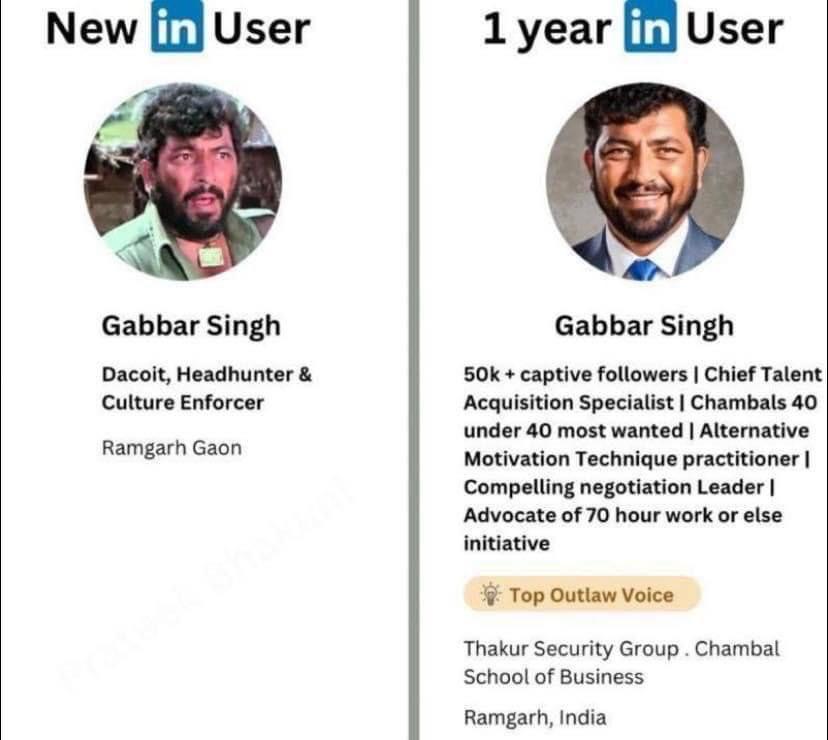 New in User
Gabbar Singh
Dacoit, Headhunter &
Culture Enforcer
Ramgarh Gaon
Prateek Bhakuni
1 year in User
Gabbar Singh
50k + captive followers | Chief Talent
Acquisition Specialist | Chambals 40
under 40 most wanted | Alternative
Motivation Technique practitioner |
Compelling negotiation Leader |
Advocate of 70 hour work or else
initiative
Top Outlaw Voice
Thakur Security Group . Chambal
School of Business
Ramgarh, India